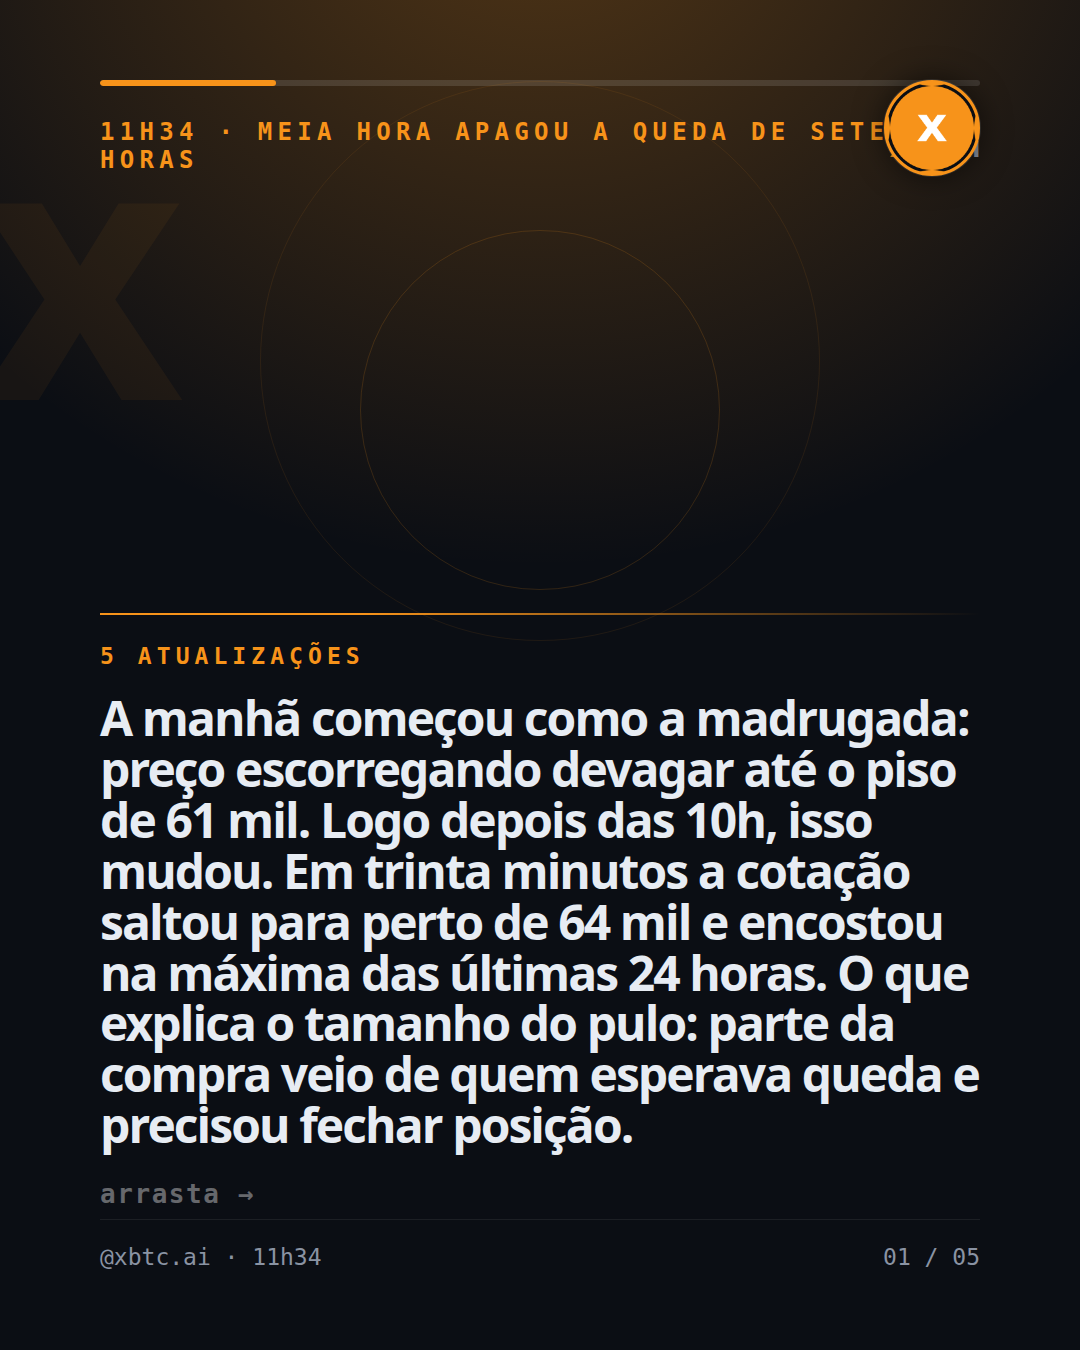 11H34 · MEIA HORA APAGOU A QUEDA DE SETE
HORAS
X
X
5 ATUALIZAÇÕES
A manhã começou como a madrugada:
preço escorregando devagar até o piso
de 61 mil. Logo depois das 10h, isso
mudou. Em trinta minutos a cotação
saltou para perto de 64 mil e encostou
na máxima das últimas 24 horas. O que
explica o tamanho do pulo: parte da
compra veio de quem esperava queda e
precisou fechar posição.
arrasta →
@xbtc.ai · 11h34
01 / 05